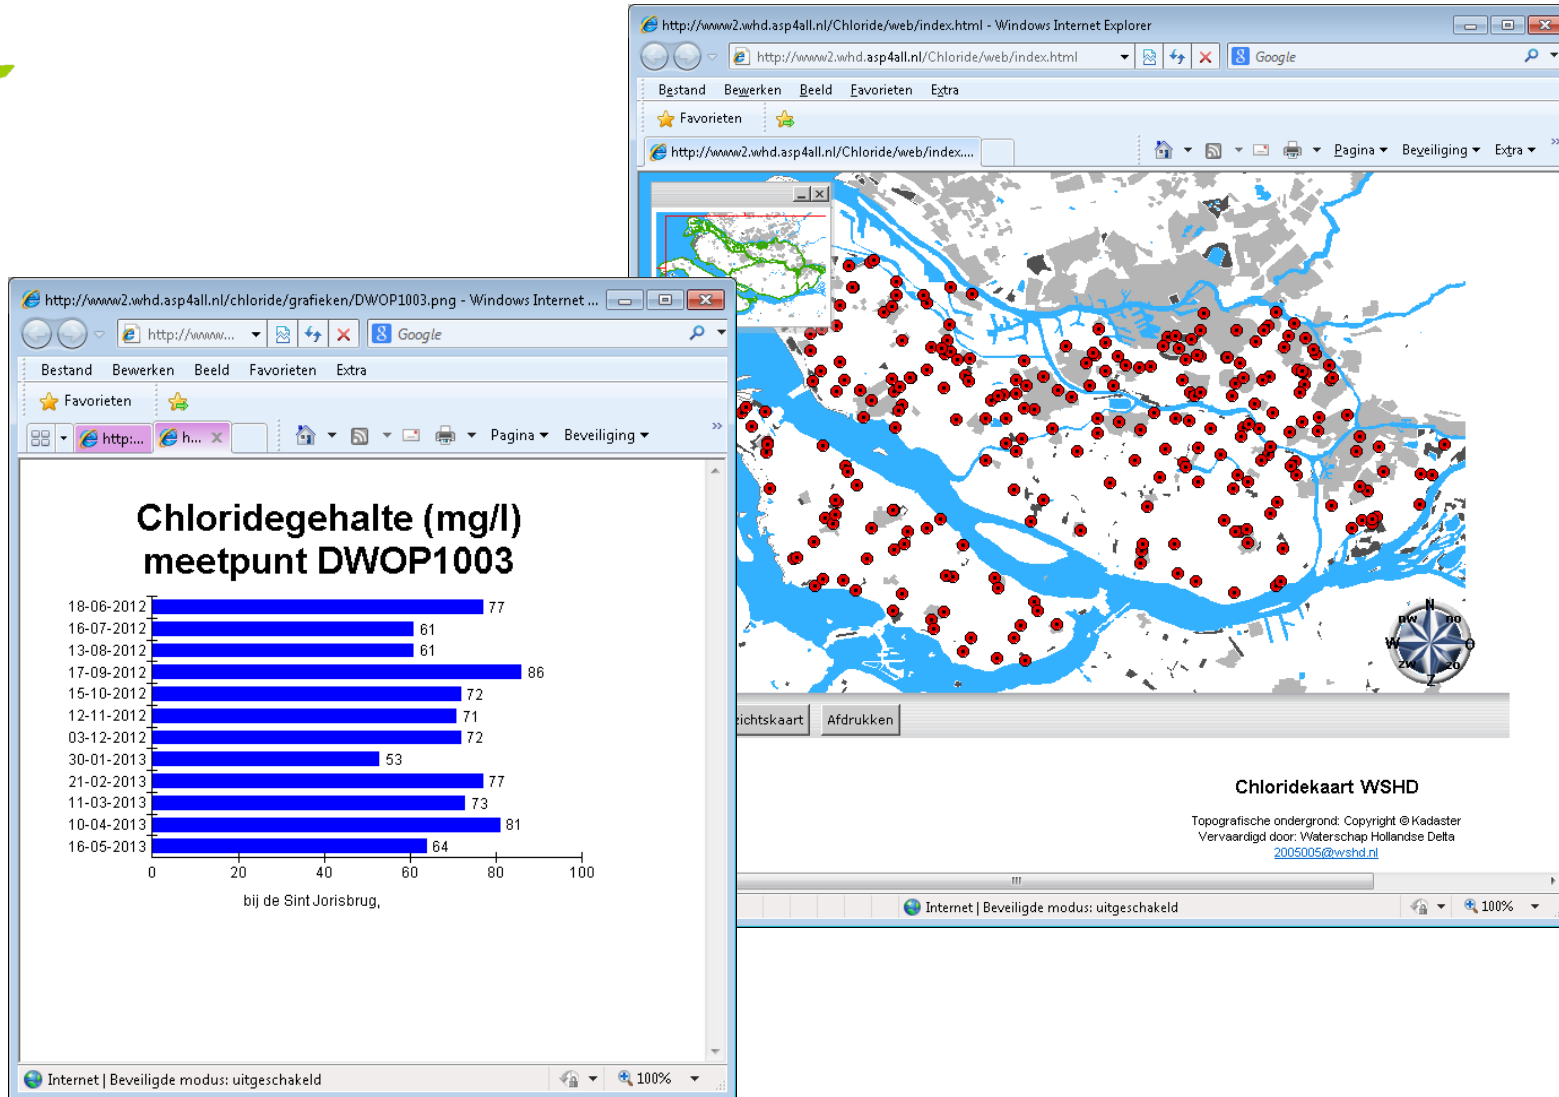 http://www2.whd.asp4all.nl/Chloride/web/index.html - Windows Internet Explorer
http://www2.whd.asp4all.nl/Chloride/web/index.html
Google
Bestand Bewerken Beeld Favorieten Extra
Favorieten
http://www2.whd.asp4all.nl/Chloride/web/index....
Pagina Beveiliging Extra »
N
no
O
zo
Z
zw
W
nw
zichtskaart Afdrukken
Chloridekaart WSHD
Topografische ondergrond: Copyright © Kadaster
Vervaardigd door: Waterschap Hollandse Delta
2005005@wshd.nl
Internet | Beveiligde modus: uitgeschakeld
100%
http://www2.whd.asp4all.nl/chloride/grafieken/DWOP1003.png - Windows Internet ...
http://www...
Google
Bestand Bewerken Beeld Favorieten Extra
Favorieten
http:... h...
Pagina Beveiliging »
Chloridegehalte (mg/l)
meetpunt DWOP1003
18-06-2012 77
16-07-2012 61
13-08-2012 61
17-09-2012 86
15-10-2012 72
12-11-2012 71
03-12-2012 72
30-01-2013 53
21-02-2013 77
11-03-2013 73
10-04-2013 81
16-05-2013 64
0 20 40 60 80 100
bij de Sint Jorisbrug,
Internet | Beveiligde modus: uitgeschakeld
100%